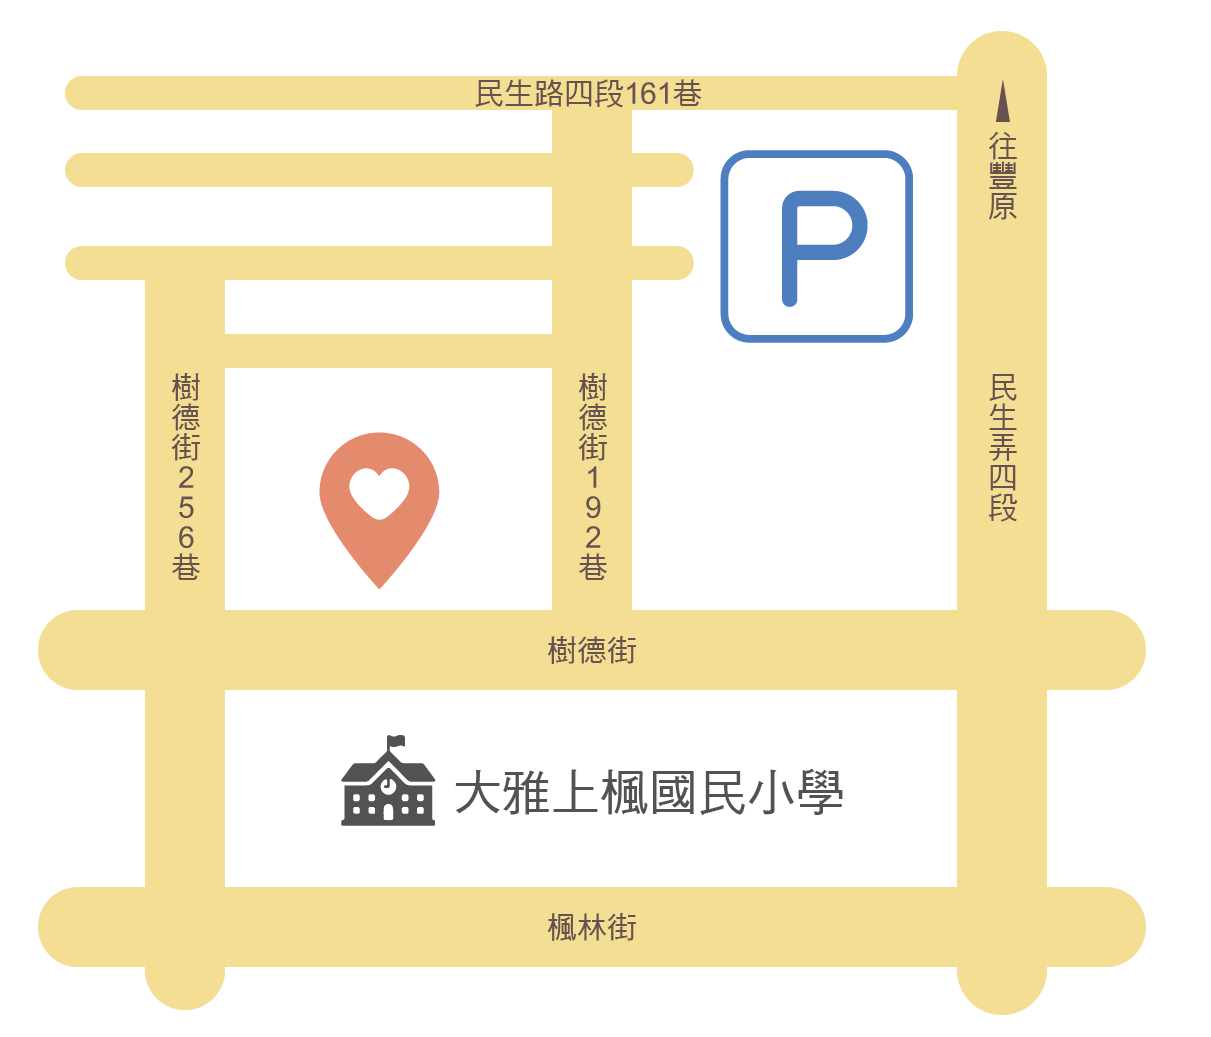 民生路四段161巷
往豐原
P
樹德街256巷
樹德街192巷
民生弄四段
樹德街
大雅上楓國民小學
楓林街